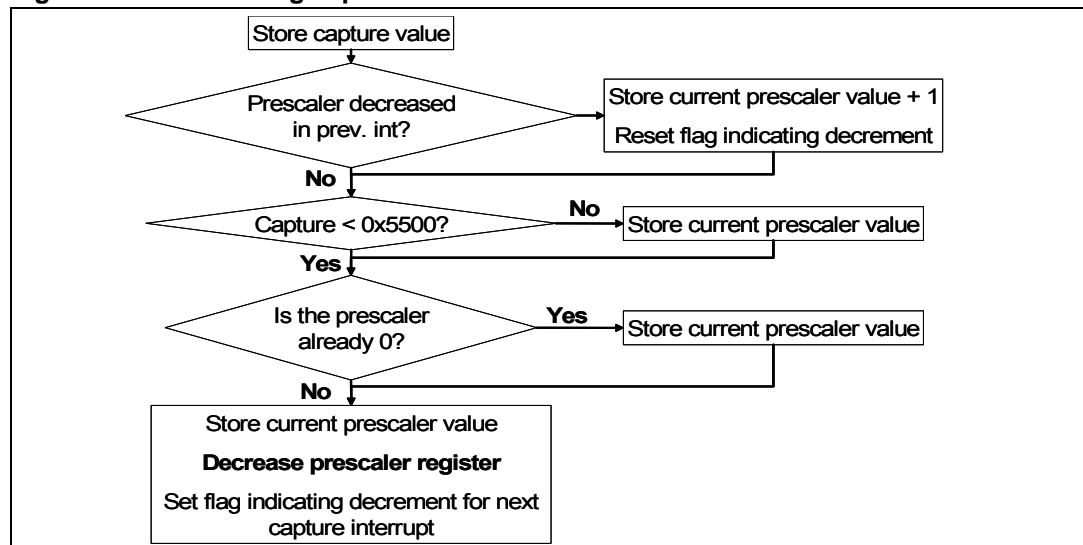 Store capture value
Prescaler decreased
in prev. int?
Store current prescaler value + 1
Reset flag indicating decrement
No
Capture < 0x5500?
No
Store current prescaler value
Yes
Is the prescaler
already 0?
Yes
Store current prescaler value
No
Store current prescaler value
Decrease prescaler register
Set flag indicating decrement for next
capture interrupt